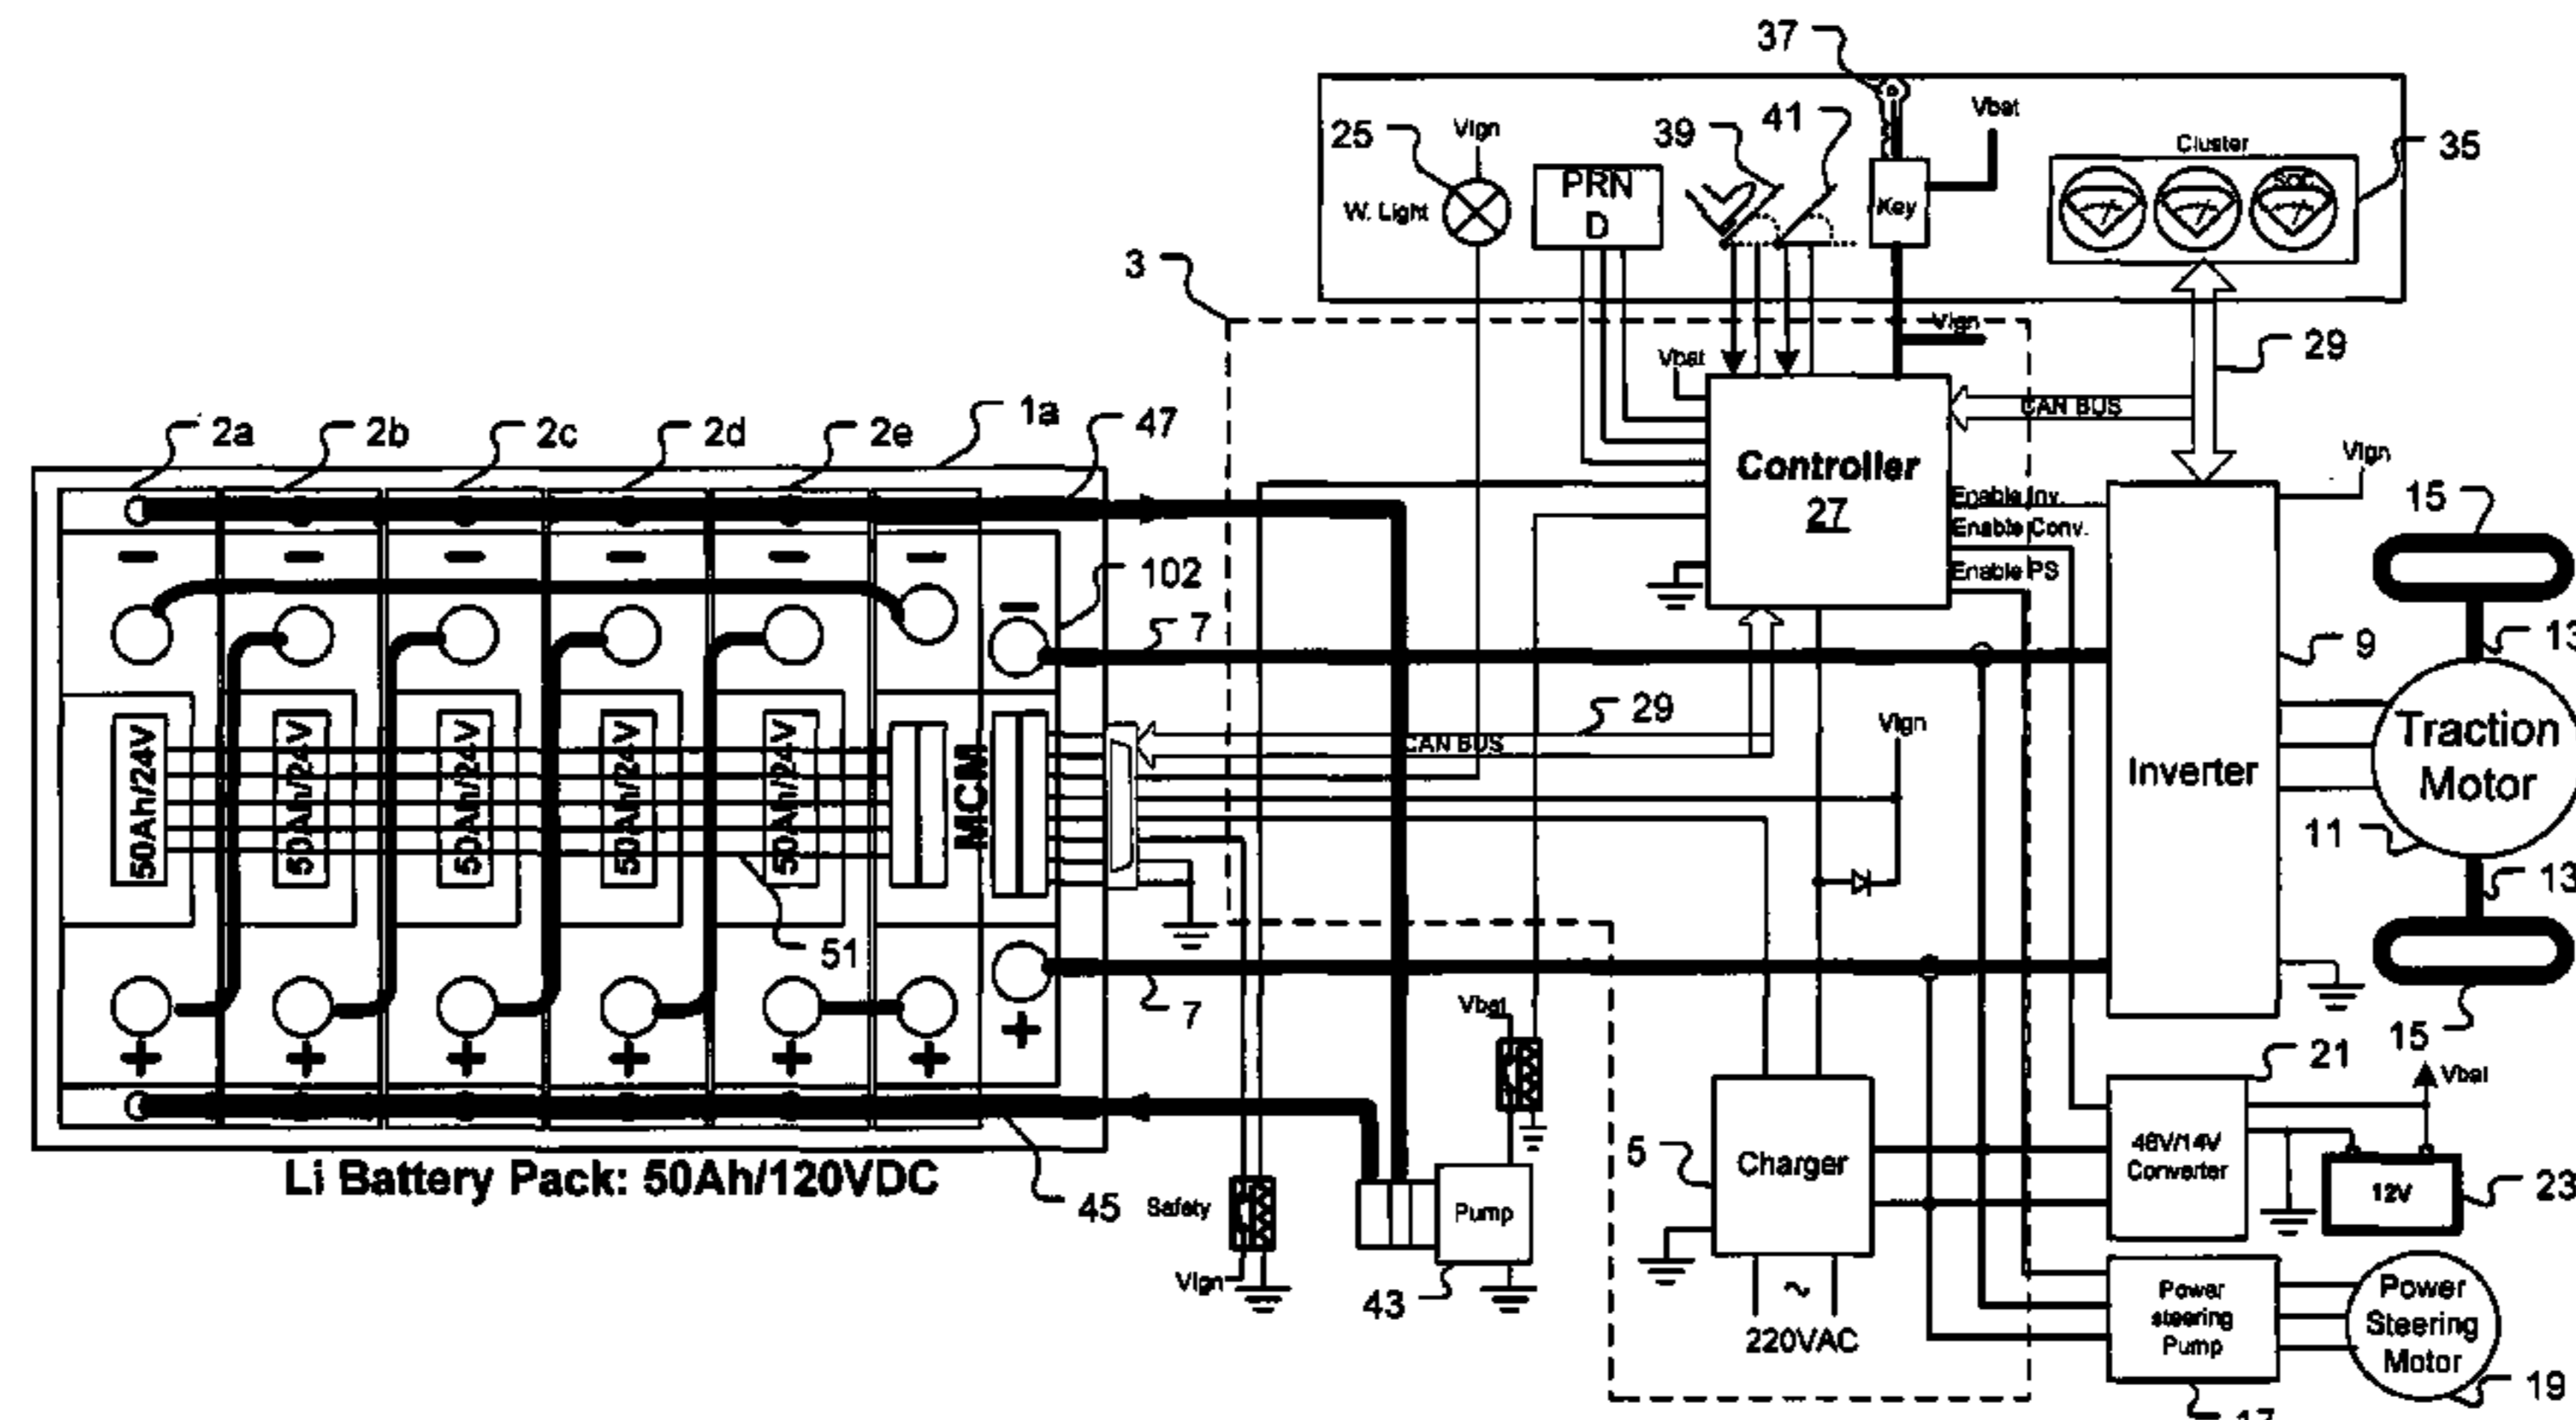 37
Vbat
25
Vign
39
41
Cluster
35
PRN
D
W. Light
Key
SOC
3
Vign
29
Vbat
CAN BUS
2a
2b
2c
2d
2e
1a
47
Controller
27
Vign
15
Enable Inv.
Enable Conv.
Enable PS
102
7
9
13
29
Vign
CAN BUS
Traction
Motor
Inverter
50Ah/24V
50Ah/24V
50Ah/24V
50Ah/24V
50Ah/24V
MCM
11
13
51
7
Vbat
15
21
Vbat
Li Battery Pack: 50Ah/120VDC
45
Safety
Pump
5
Charger
48V/14V
Converter
12V
23
Vign
43
220VAC
Power
steering
Pump
Power
Steering
Motor
19
17